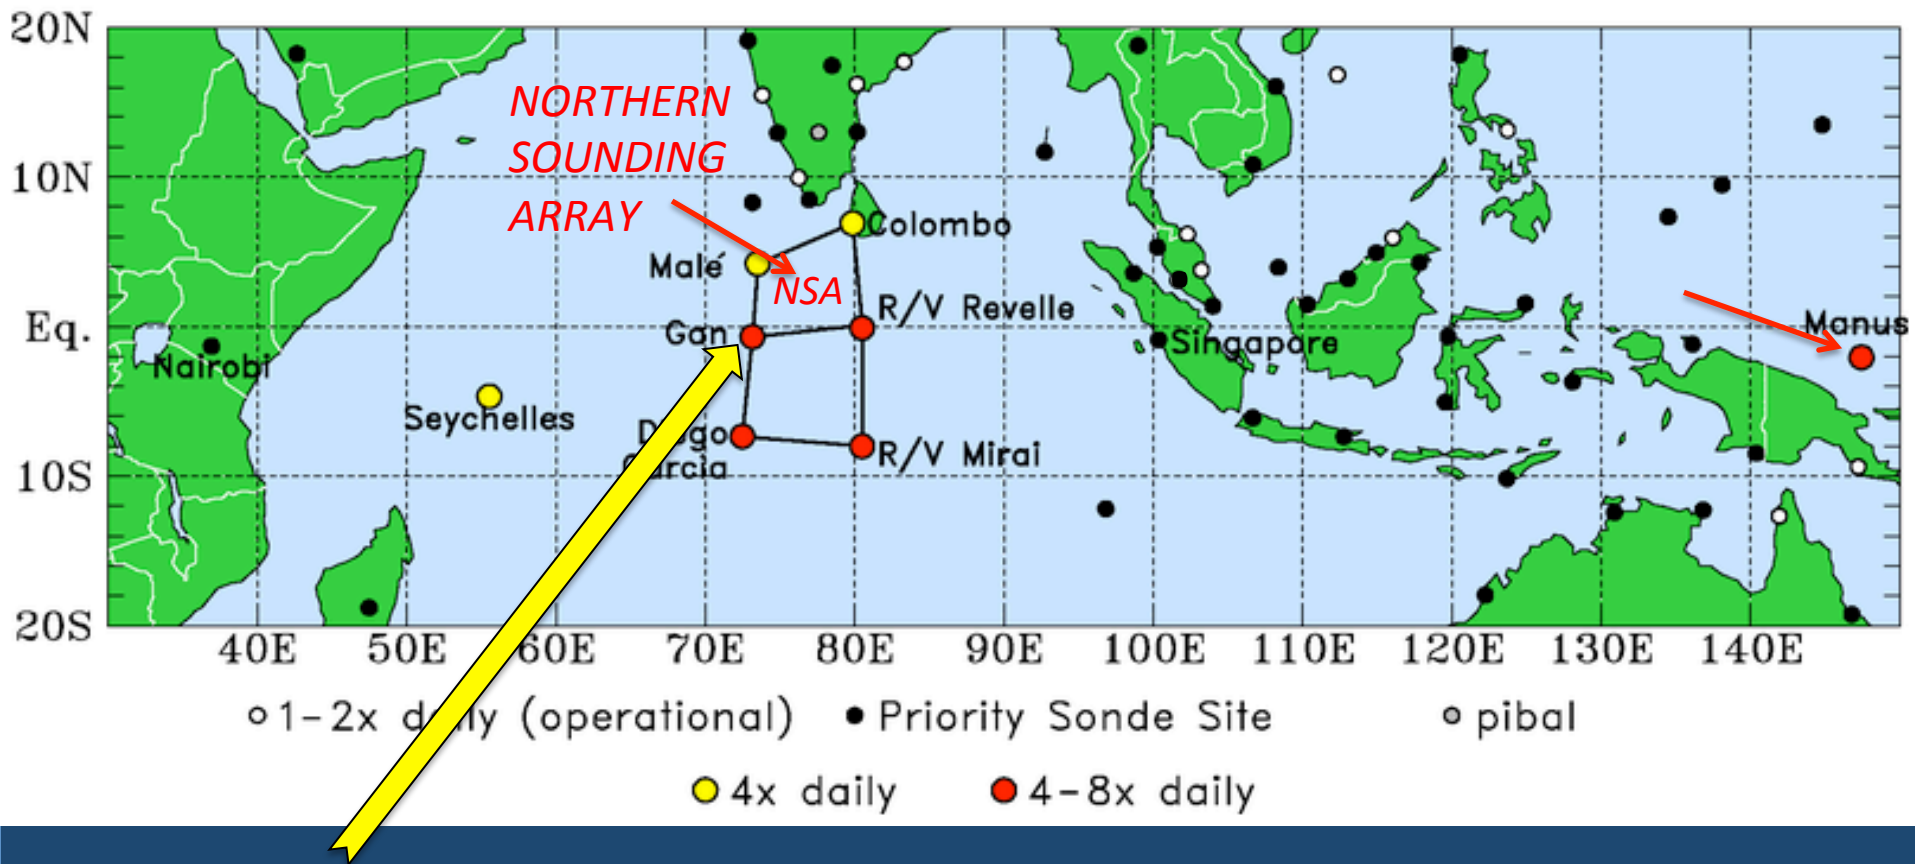 20N
10N
Eq.
10S
20S
NORTHERN
SOUNDING
ARRAY
Colombo
Malé
NSA
R/V Revelle
Gan
Manus
Singapore
Nairobi
Seychelles
Diego
Garcia
R/V Mirai
40E 50E 60E 70E 80E 90E 100E 110E 120E 130E 140E
1-2x daily (operational) Priority Sonde Site pibal
4x daily 4-8x daily